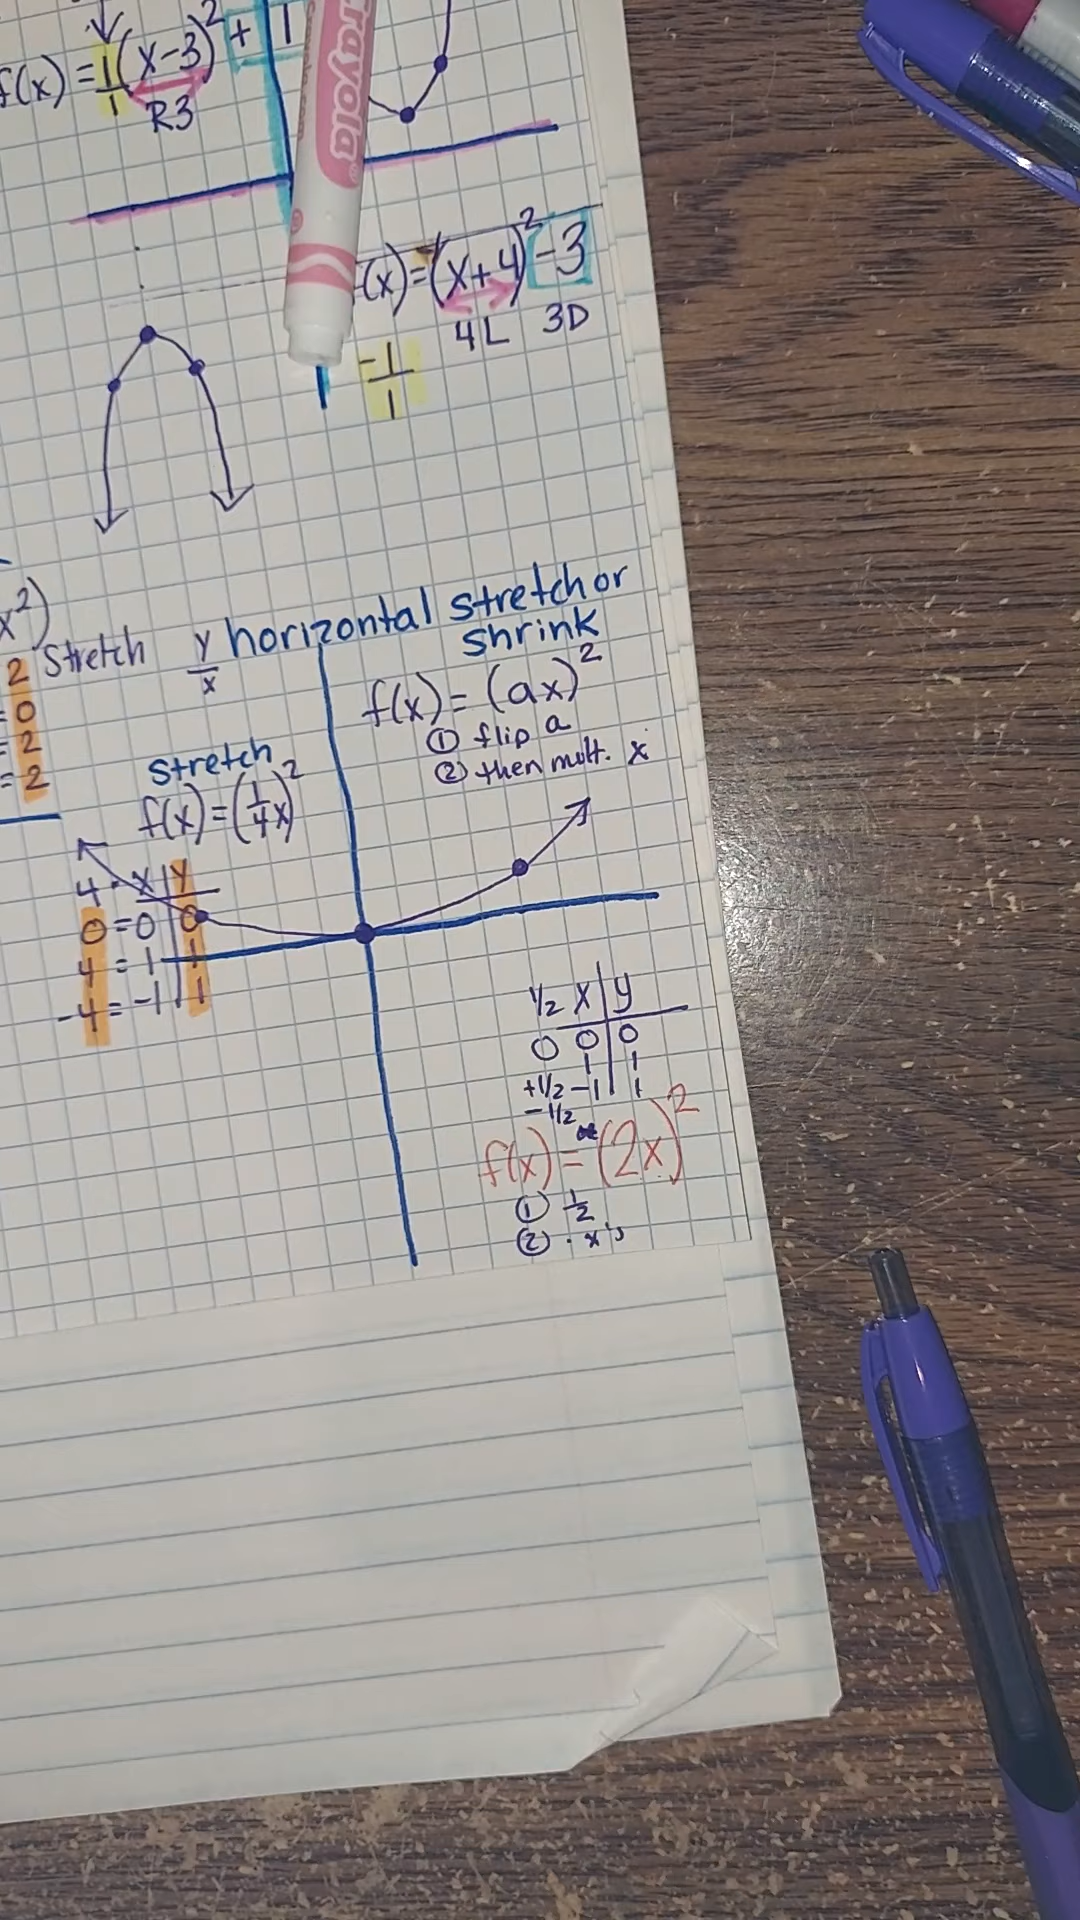 f(x) = 1/1 (x-3)² + 1
R3
rayola
(x) = -(x+4)² -3
4L 3D
-1/1
x²)
2 Stretch y/x
= 0
= 2
= 2
horizontal stretch or
shrink
f(x) = (ax)²
① flip a
② then mult. x
stretch
f(x) = (1/4x)²
4 · x | y
0 = 0 | 0
4 = 1 | 1
-4 = -1 | 1
1/2 x | y
0 0 | 0
+1/2 1 | 1
-1/2 -1 | 1
f(x) = (2x)²
① 1/2
② · x's